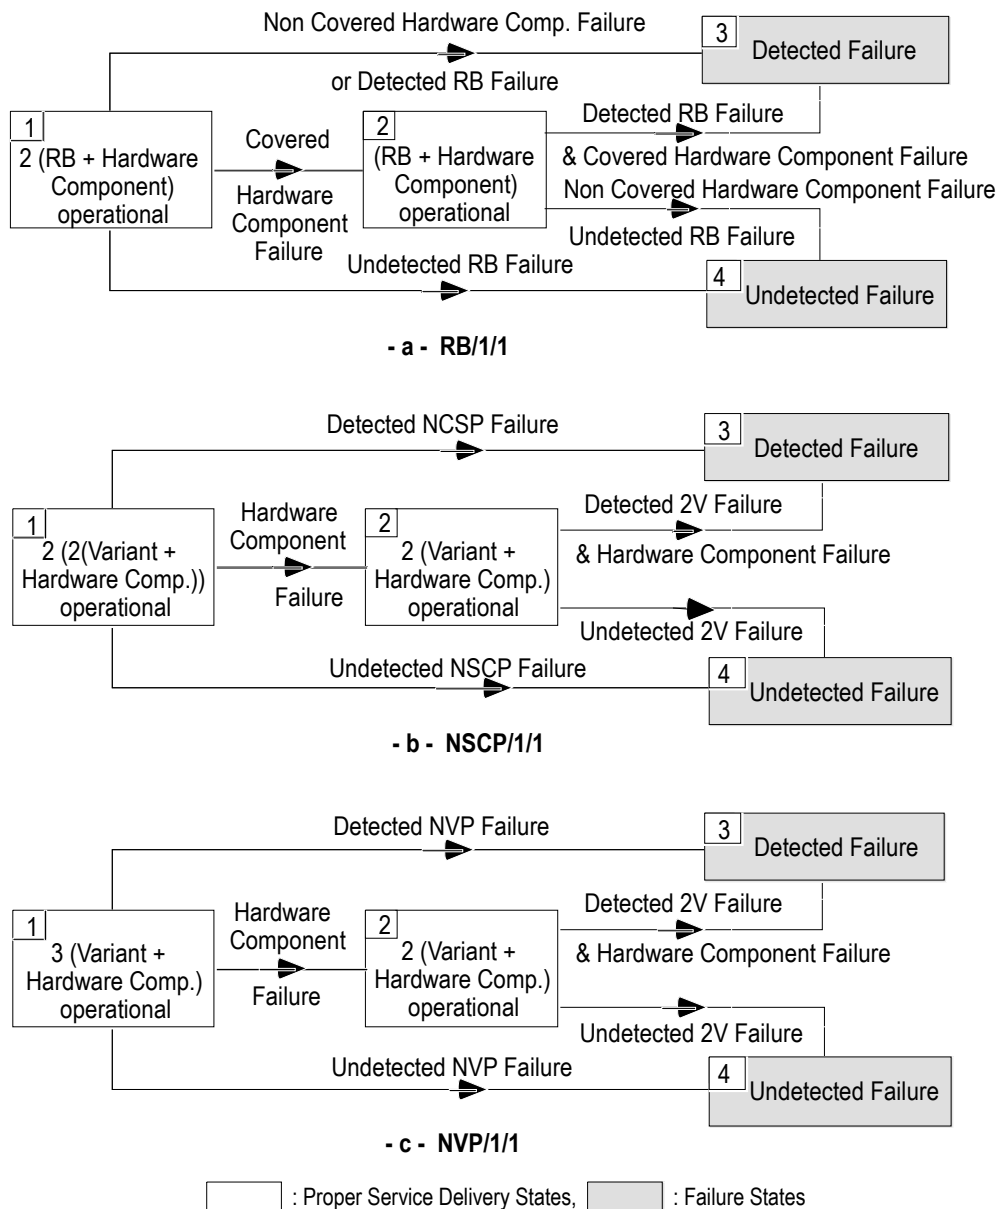 Non Covered Hardware Comp. Failure
or Detected RB Failure
3
Detected Failure
1
2 (RB + Hardware
Component)
operational
Covered
Hardware
Component
Failure
2
(RB + Hardware
Component)
operational
Detected RB Failure
& Covered Hardware Component Failure
Non Covered Hardware Component Failure
Undetected RB Failure
Undetected RB Failure
4
Undetected Failure
- a - RB/1/1
Detected NCSP Failure
3
Detected Failure
1
2 (2(Variant +
Hardware Comp.))
operational
Hardware
Component
Failure
2
2 (Variant +
Hardware Comp.)
operational
Detected 2V Failure
& Hardware Component Failure
Undetected 2V Failure
Undetected NSCP Failure
4
Undetected Failure
- b - NSCP/1/1
Detected NVP Failure
3
Detected Failure
1
3 (Variant +
Hardware Comp.)
operational
Hardware
Component
Failure
2
2 (Variant +
Hardware Comp.)
operational
Detected 2V Failure
& Hardware Component Failure
Undetected 2V Failure
Undetected NVP Failure
4
Undetected Failure
- c - NVP/1/1
: Proper Service Delivery States, : Failure States